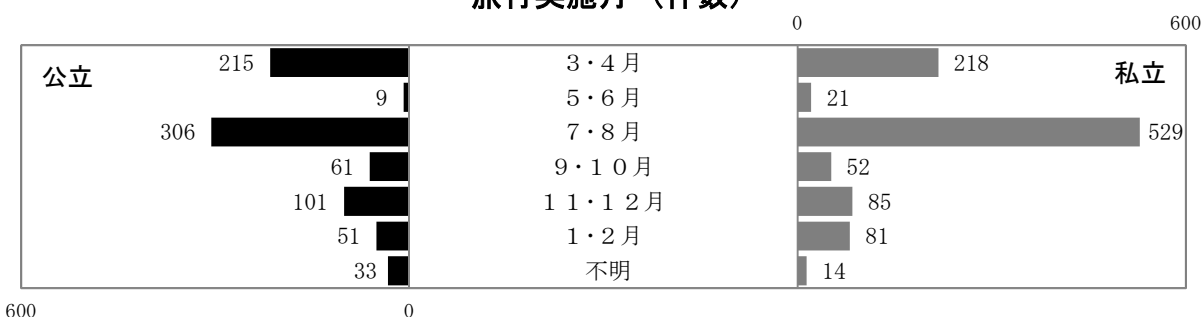 旅行実施月（件数）
0 600
公立 私立
215 ３・４月 218
9 ５・６月 21
306 ７・８月 529
61 ９・１０月 52
101 １１・１２月 85
51 １・２月 81
33 不明 14
600 0